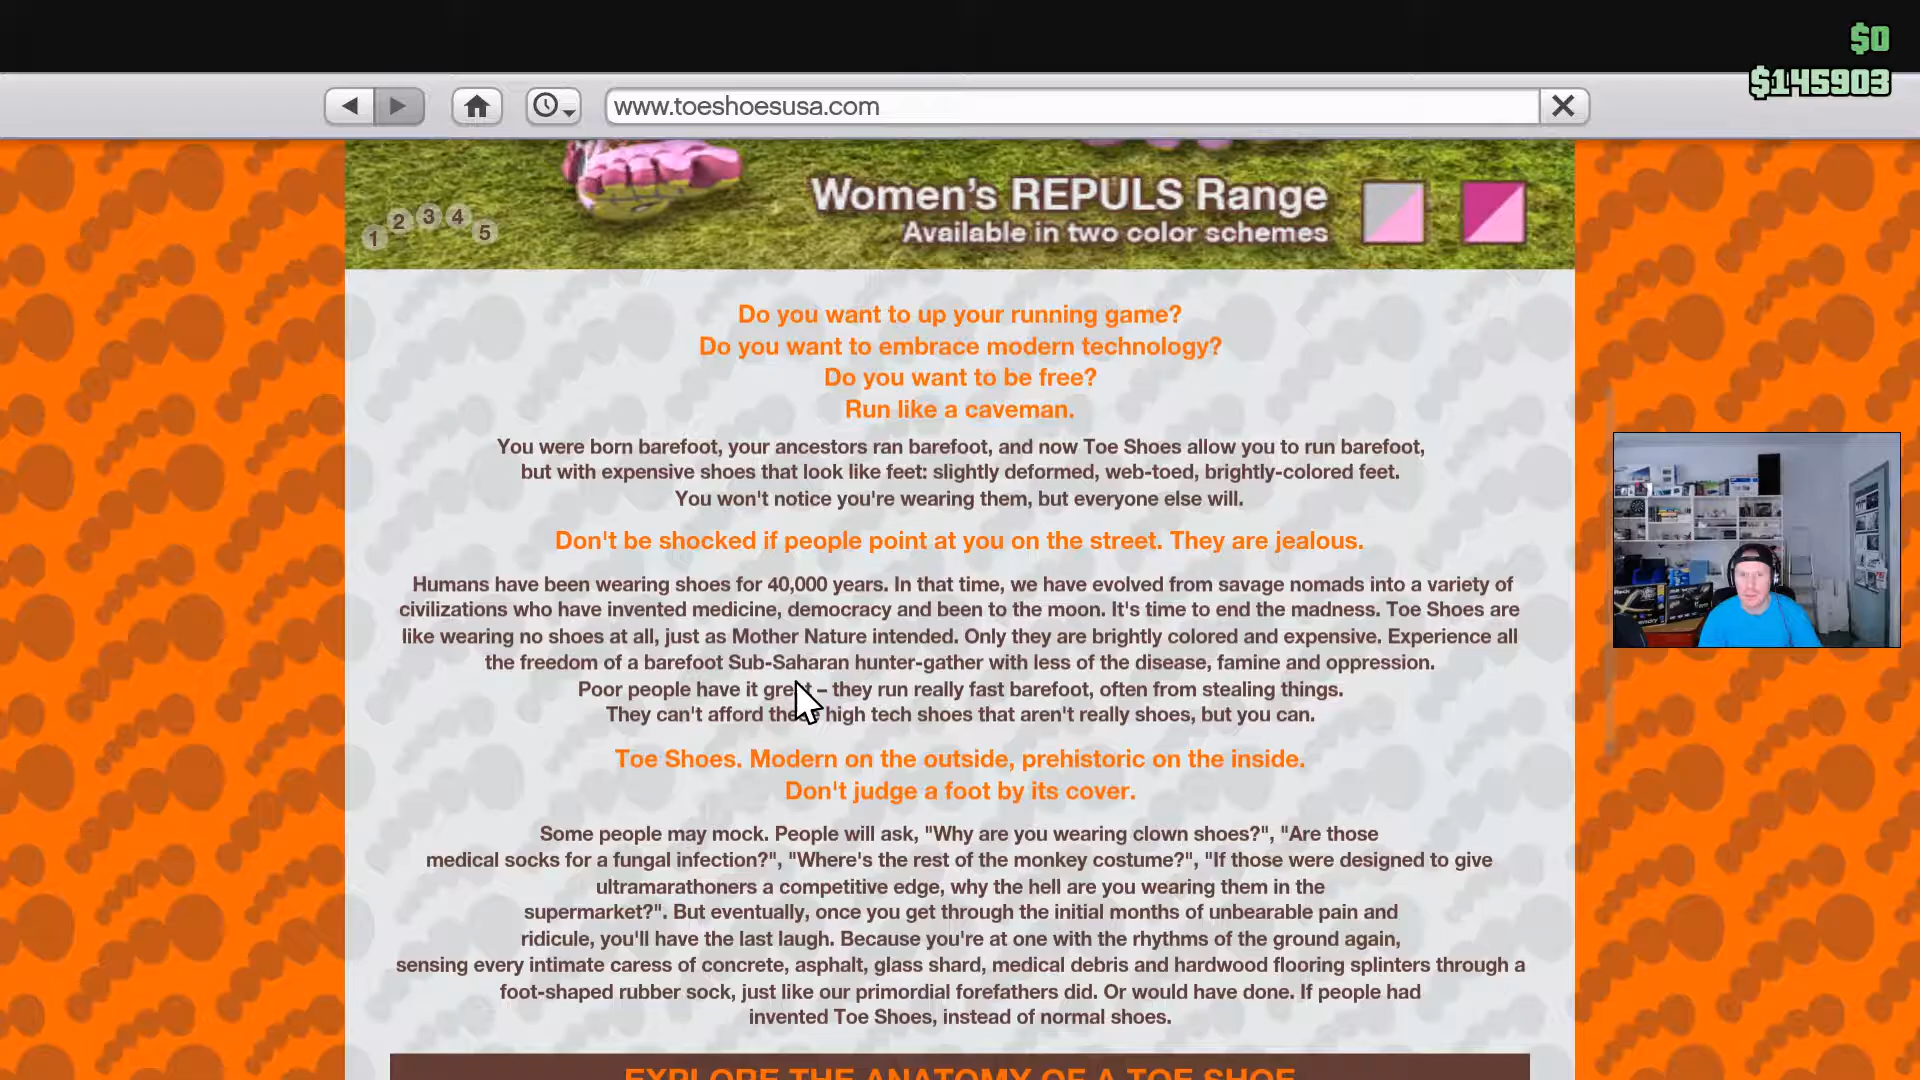 $0
$145903
www.toeshoesusa.com
Women's REPULS Range
Available in two color schemes
1 2 3 4 5
Do you want to up your running game?
Do you want to embrace modern technology?
Do you want to be free?
Run like a caveman.
You were born barefoot, your ancestors ran barefoot, and now Toe Shoes allow you to run barefoot,
but with expensive shoes that look like feet: slightly deformed, web-toed, brightly-colored feet.
You won't notice you're wearing them, but everyone else will.
Don't be shocked if people point at you on the street. They are jealous.
Humans have been wearing shoes for 40,000 years. In that time, we have evolved from savage nomads into a variety of
civilizations who have invented medicine, democracy and been to the moon. It's time to end the madness. Toe Shoes are
like wearing no shoes at all, just as Mother Nature intended. Only they are brightly colored and expensive. Experience all
the freedom of a barefoot Sub-Saharan hunter-gather with less of the disease, famine and oppression.
Poor people have it great – they run really fast barefoot, often from stealing things.
They can't afford these high tech shoes that aren't really shoes, but you can.
Toe Shoes. Modern on the outside, prehistoric on the inside.
Don't judge a foot by its cover.
Some people may mock. People will ask, "Why are you wearing clown shoes?", "Are those
medical socks for a fungal infection?", "Where's the rest of the monkey costume?", "If those were designed to give
ultramarathoners a competitive edge, why the hell are you wearing them in the
supermarket?". But eventually, once you get through the initial months of unbearable pain and
ridicule, you'll have the last laugh. Because you're at one with the rhythms of the ground again,
sensing every intimate caress of concrete, asphalt, glass shard, medical debris and hardwood flooring splinters through a
foot-shaped rubber sock, just like our primordial forefathers did. Or would have done. If people had
invented Toe Shoes, instead of normal shoes.
EXPLORE THE ANATOMY OF A TOE SHOE